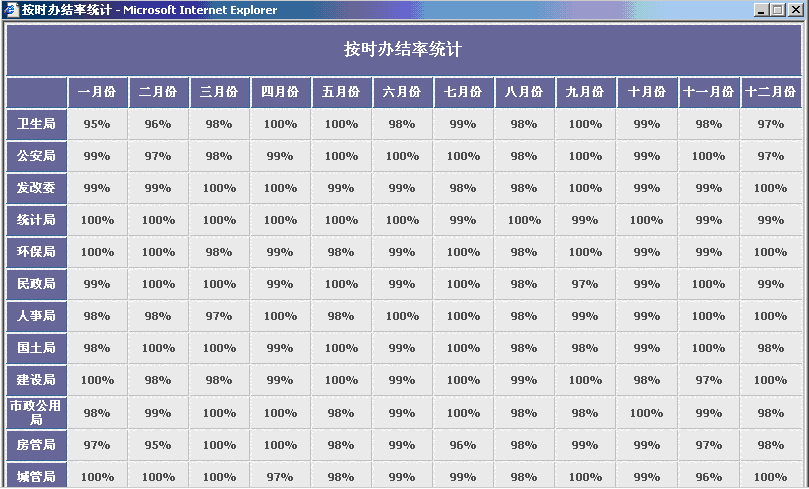 按时办结率统计 - Microsoft Internet Explorer
按时办结率统计
一月份 二月份 三月份 四月份 五月份 六月份 七月份 八月份 九月份 十月份 十一月份 十二月份
卫生局 95% 96% 98% 100% 100% 98% 99% 98% 100% 99% 98% 97%
公安局 99% 97% 98% 99% 100% 100% 100% 98% 100% 99% 100% 97%
发改委 99% 99% 100% 100% 99% 99% 98% 98% 100% 99% 99% 100%
统计局 100% 100% 100% 100% 100% 100% 99% 100% 99% 100% 99% 99%
环保局 100% 100% 98% 99% 98% 99% 100% 98% 100% 99% 99% 100%
民政局 99% 100% 100% 99% 100% 99% 100% 98% 97% 99% 100% 99%
人事局 98% 98% 97% 100% 98% 100% 100% 98% 99% 99% 100% 100%
国土局 98% 100% 100% 99% 100% 99% 100% 98% 98% 99% 100% 98%
建设局 100% 98% 98% 99% 100% 99% 100% 99% 100% 98% 97% 100%
市政公用
局 98% 99% 100% 100% 98% 99% 100% 98% 98% 100% 99% 98%
房管局 97% 95% 100% 100% 98% 99% 96% 98% 99% 99% 97% 98%
城管局 100% 100% 100% 97% 98% 99% 99% 98% 100% 99% 96% 100%